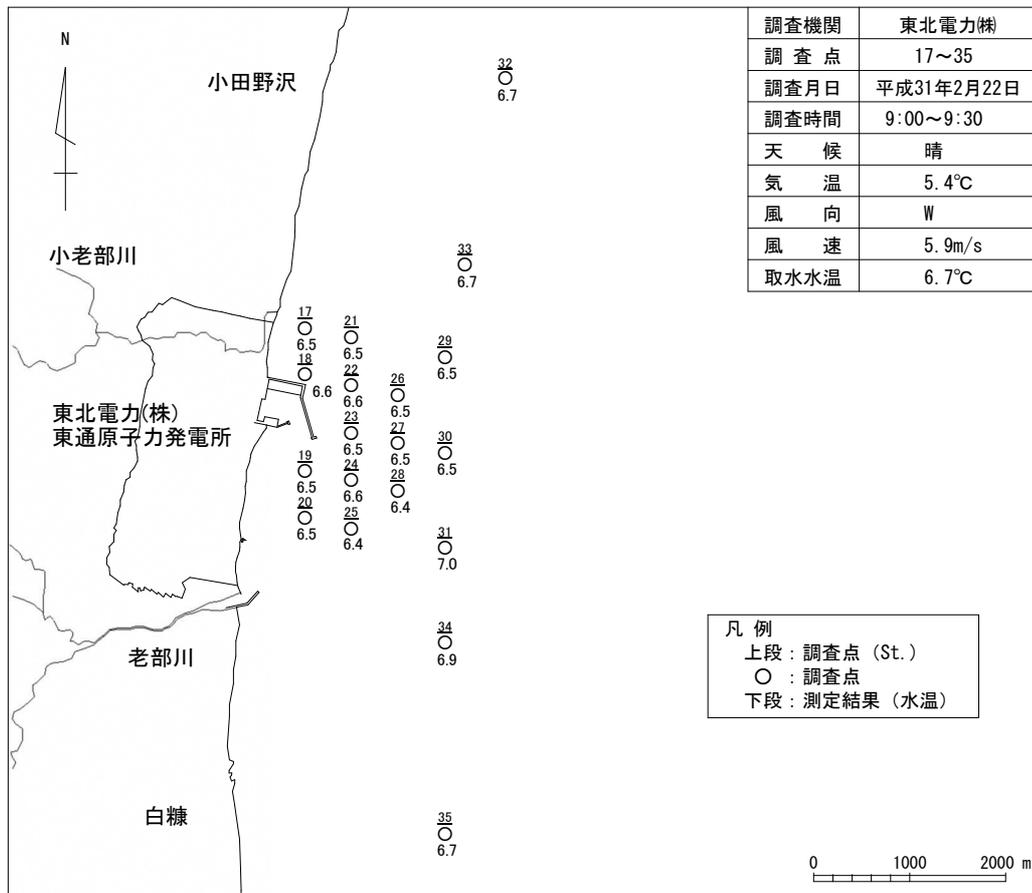 調査機関 東北電力㈱
調査点 17～35
調査月日 平成31年2月22日
調査時間 9:00～9:30
天候 晴
気温 5.4℃
風向 W
風速 5.9m/s
取水水温 6.7℃
N
小田野沢
32
6.7
小老部川
33
6.7
17
6.5
21
6.5
29
6.5
18
6.6
22
6.6
26
6.5
東北電力(株)
東通原子力発電所
23
6.5
27
6.5
30
6.5
19
6.5
24
6.6
28
6.4
20
6.5
25
6.4
31
7.0
老部川
34
6.9
凡 例
上段：調査点（St.）
○ ：調査点
下段：測定結果（水温）
白糠
35
6.7
0 1000 2000 m